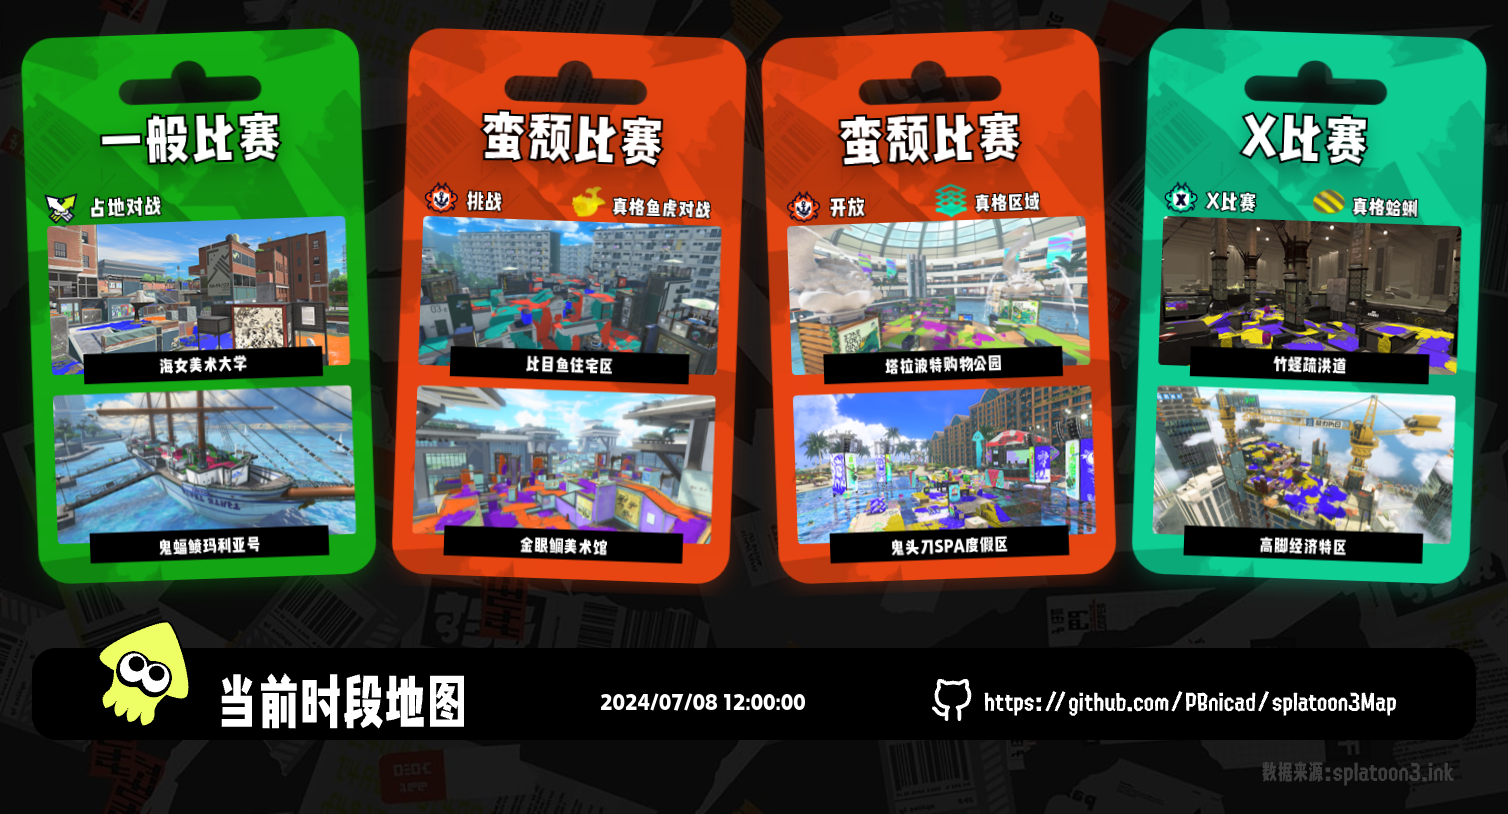 一般比赛
占地对战
海女美术大学
鬼蝠鲼玛利亚号
蛮颓比赛
挑战
真格鱼虎对战
比目鱼住宅区
金眼鲷美术馆
蛮颓比赛
开放
真格区域
塔拉波特购物公园
鬼头刀SPA度假区
X比赛
X比赛
真格蛤蜊
竹蛏疏洪道
高脚经济特区
当前时段地图
2024/07/08 12:00:00
https://github.com/PBnicad/splatoon3Map
数据来源:splatoon3.ink